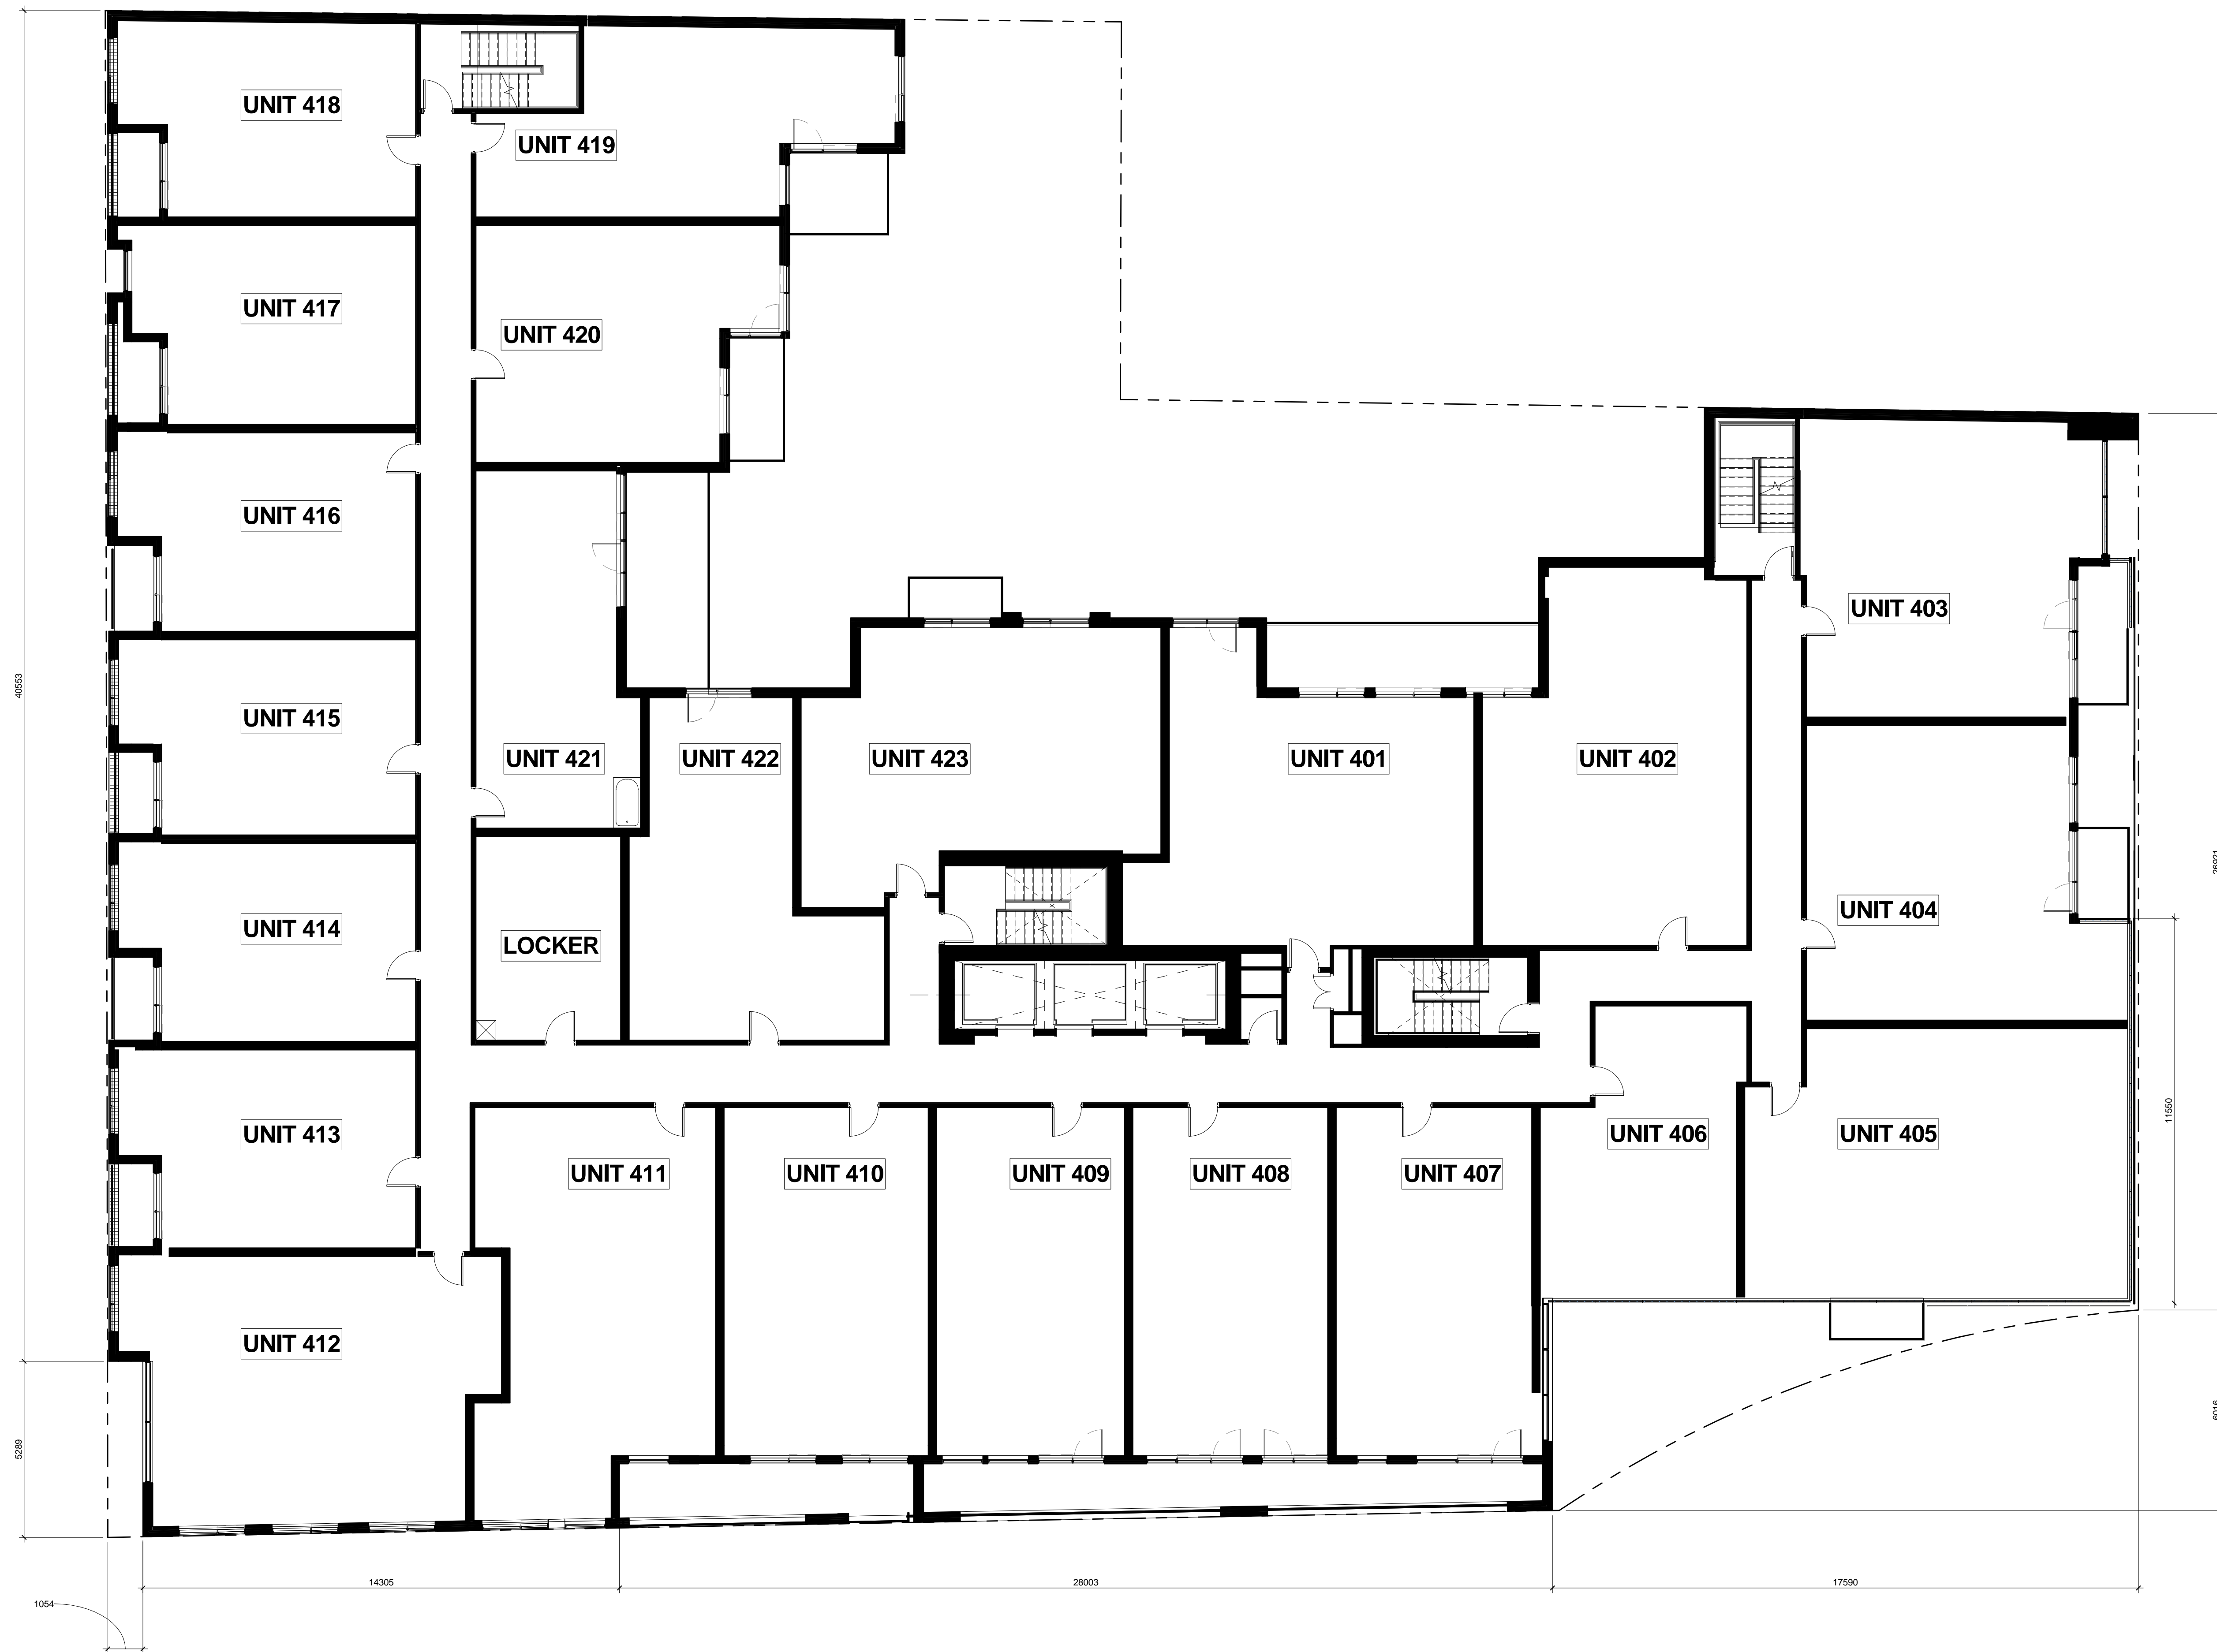 UNIT 418
UNIT 419
UNIT 417
UNIT 420
UNIT 416
UNIT 403
40553
UNIT 415
UNIT 421
UNIT 422
UNIT 423
UNIT 401
UNIT 402
26921
UNIT 414
LOCKER
UNIT 404
11550
UNIT 413
UNIT 411
UNIT 410
UNIT 409
UNIT 408
UNIT 407
UNIT 406
UNIT 405
UNIT 412
5289
6016
14305
28003
17590
1054